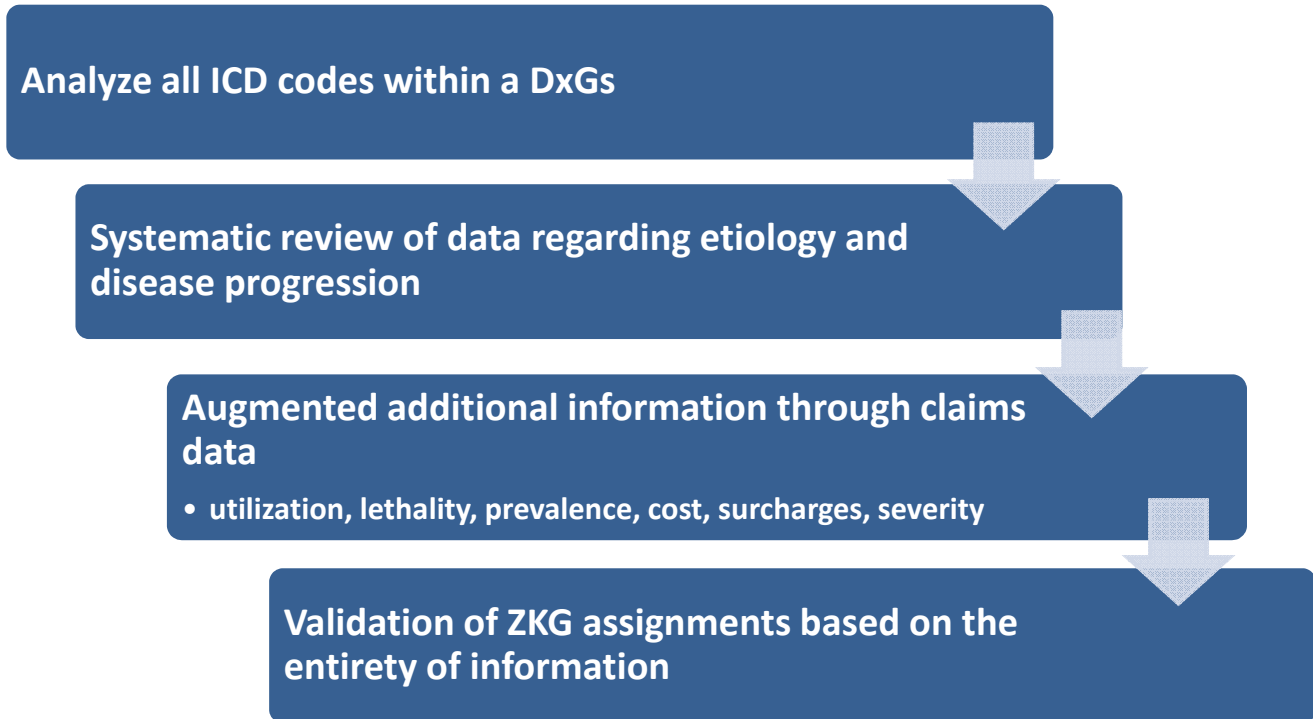 Analyze all ICD codes within a DxGs
Systematic review of data regarding etiology and
disease progression
Augmented additional information through claims
data
• utilization, lethality, prevalence, cost, surcharges, severity
Validation of ZKG assignments based on the
entirety of information